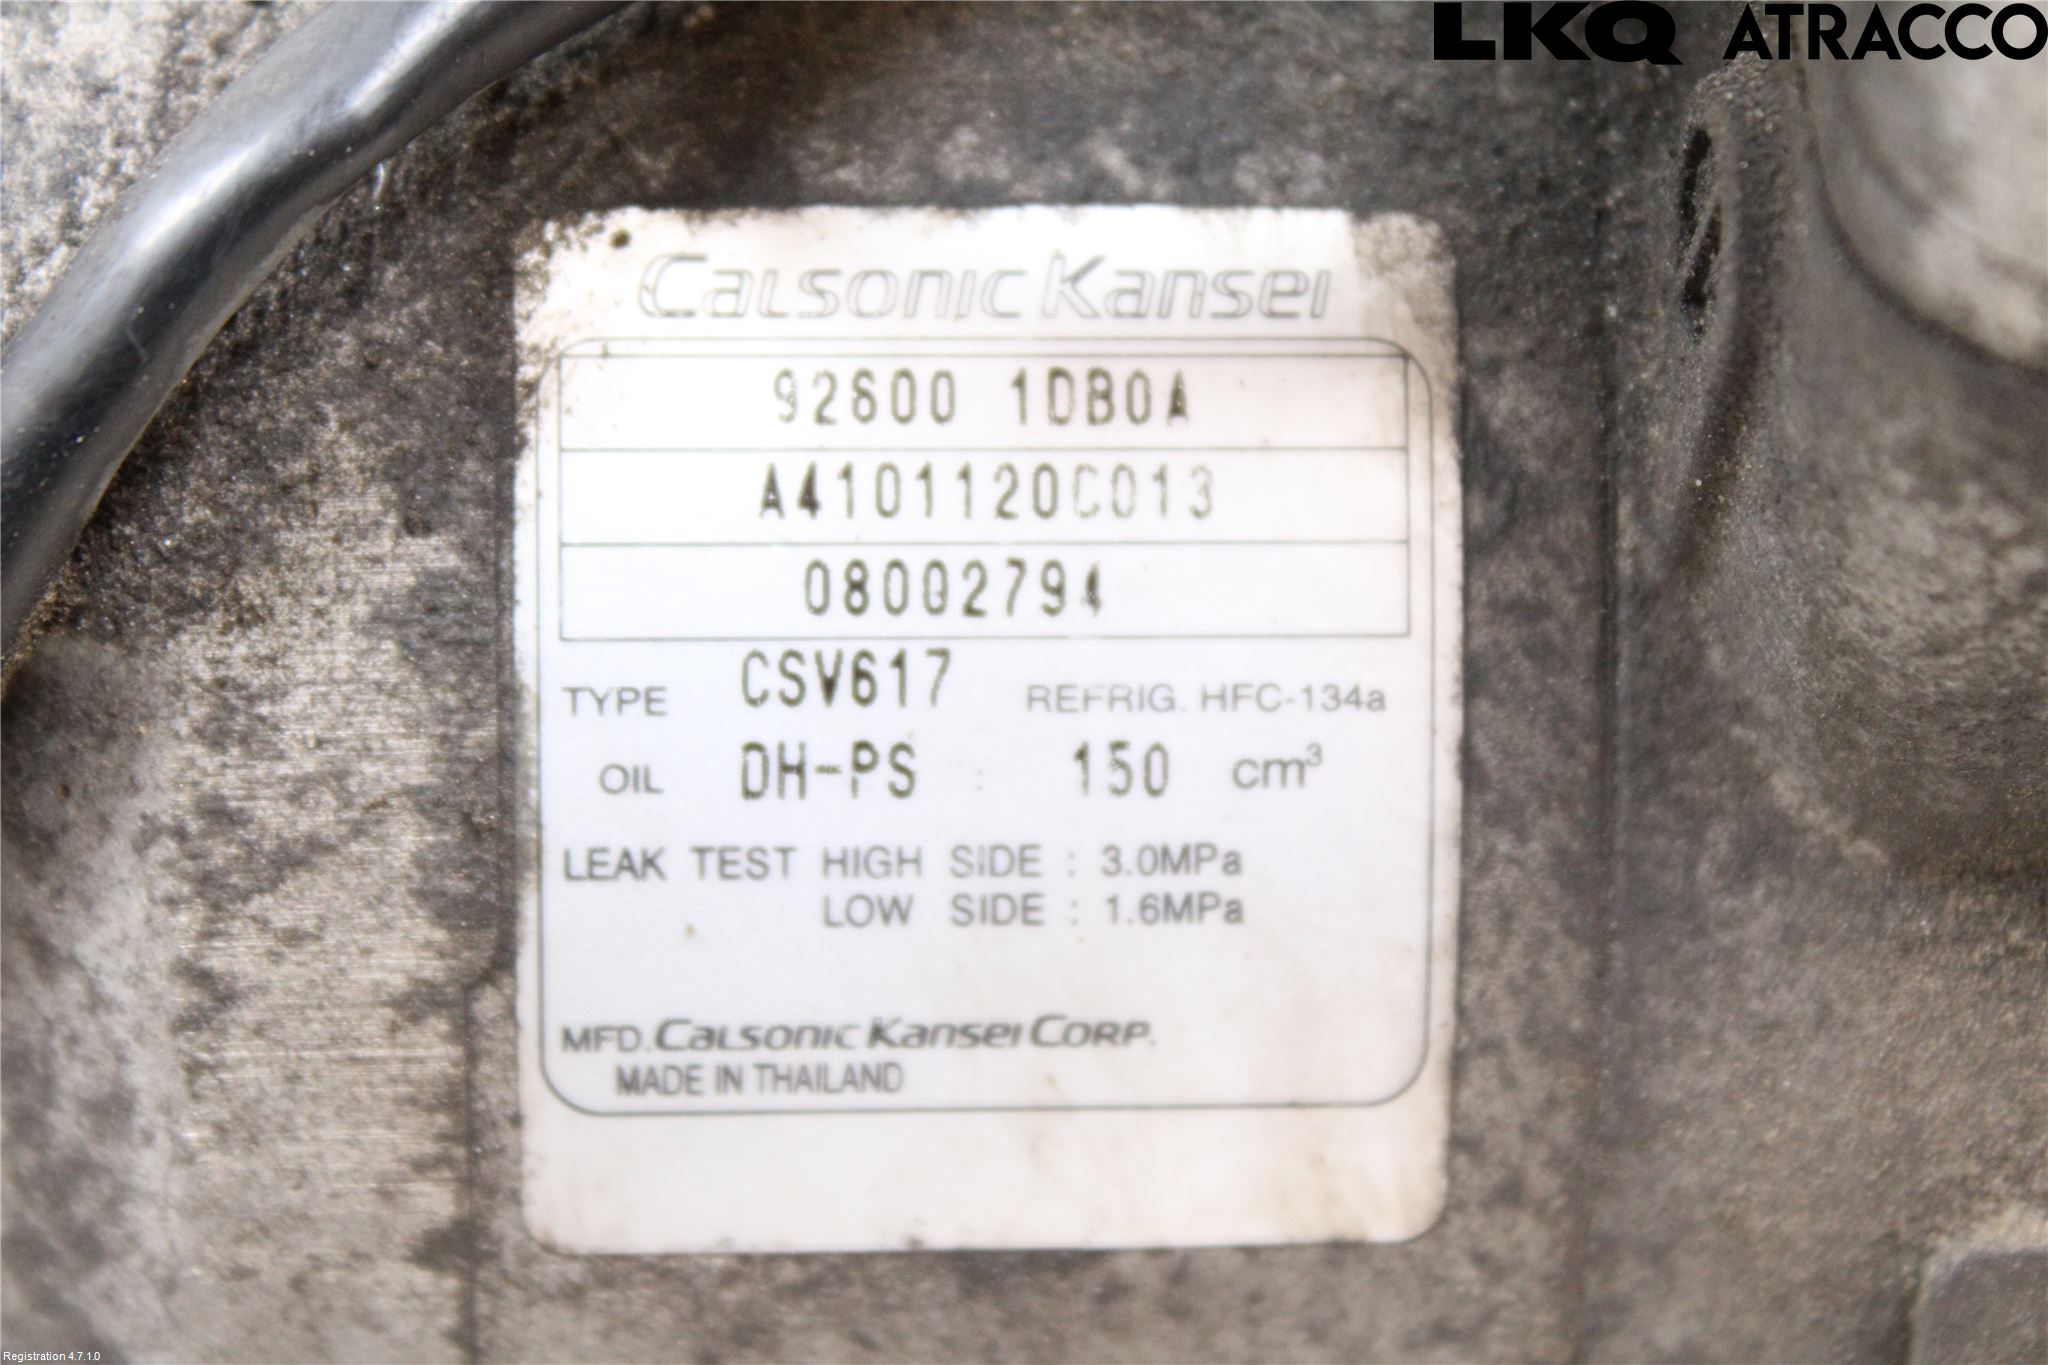 LKQ ATRACCO
Calsonic Kansei
92600 1DB0A
A4101120C013
08002794
TYPE CSV617 REFRIG. HFC-134a
OIL DH-PS 150 cm³
LEAK TEST HIGH SIDE : 3.0MPa
LOW SIDE : 1.6MPa
MFD. Calsonic Kansei Corp.
MADE IN THAILAND
Registration 4.7.1.0